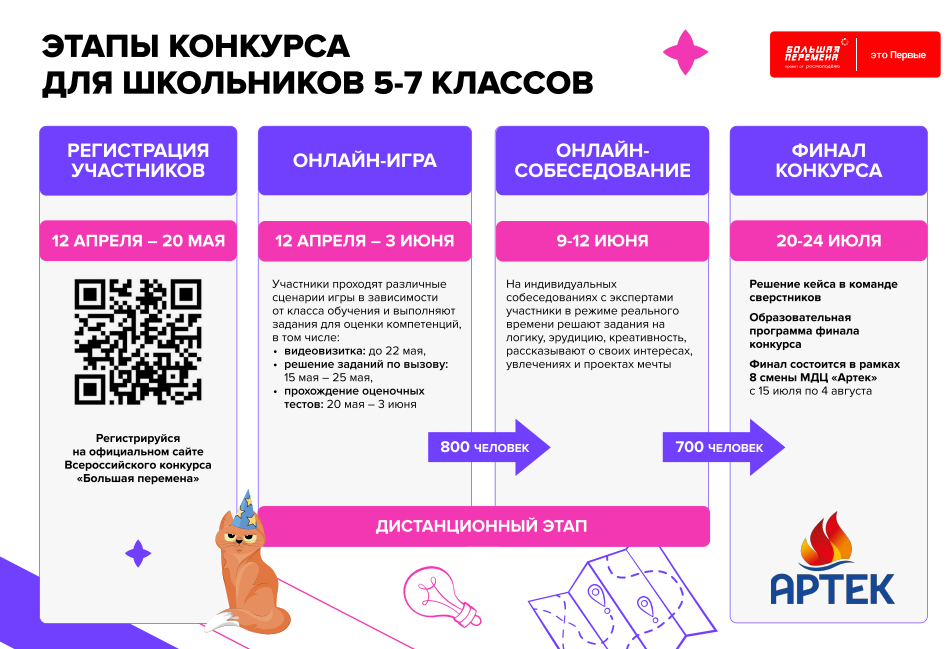 ЭТАПЫ КОНКУРСА
ДЛЯ ШКОЛЬНИКОВ 5-7 КЛАССОВ
БОЛЬШАЯ
ПЕРЕМЕНА
проект от росмолодёжи
это Первые
РЕГИСТРАЦИЯ
УЧАСТНИКОВ
12 АПРЕЛЯ – 20 МАЯ
Регистрируйся
на официальном сайте
Всероссийского конкурса
«Большая перемена»
ОНЛАЙН-ИГРА
12 АПРЕЛЯ – 3 ИЮНЯ
Участники проходят различные
сценарии игры в зависимости
от класса обучения и выполняют
задания для оценки компетенций,
в том числе:
• видеовизитка: до 22 мая,
• решение заданий по вызову:
15 мая – 25 мая,
• прохождение оценочных
тестов: 20 мая – 3 июня
800 ЧЕЛОВЕК
ОНЛАЙН-
СОБЕСЕДОВАНИЕ
9-12 ИЮНЯ
На индивидуальных
собеседованиях с экспертами
участники в режиме реального
времени решают задания на
логику, эрудицию, креативность,
рассказывают о своих интересах,
увлечениях и проектах мечты
700 ЧЕЛОВЕК
ДИСТАНЦИОННЫЙ ЭТАП
ФИНАЛ
КОНКУРСА
20-24 ИЮЛЯ
Решение кейса в команде
сверстников
Образовательная
программа финала
конкурса
Финал состоится в рамках
8 смены МДЦ «Артек»
с 15 июля по 4 августа
АРТЕК